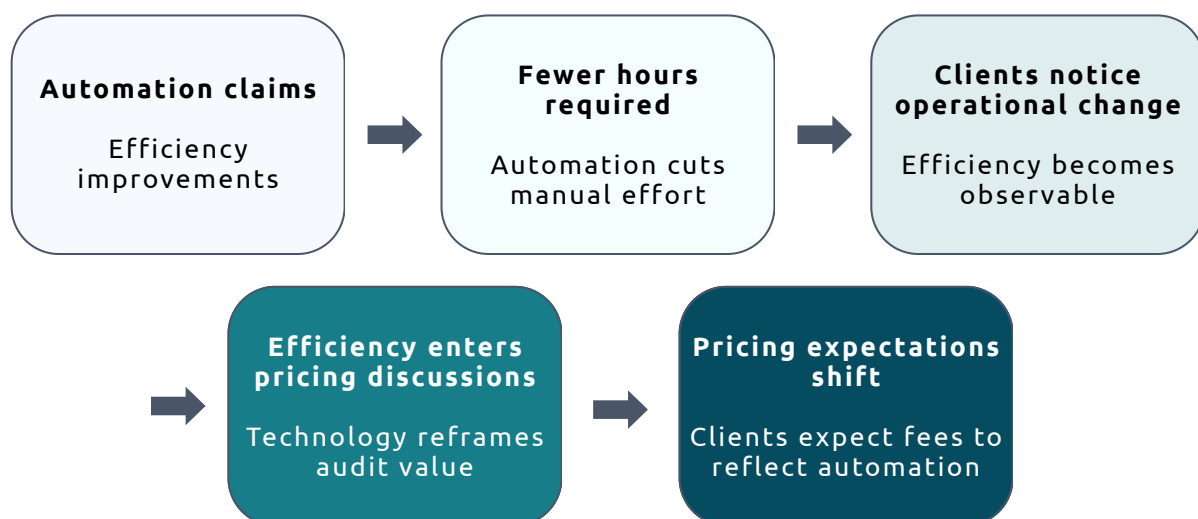 Automation claims
Efficiency
improvements
Fewer hours
required
Automation cuts
manual effort
Clients notice
operational change
Efficiency becomes
observable
Efficiency enters
pricing discussions
Technology reframes
audit value
Pricing expectations
shift
Clients expect fees to
reflect automation